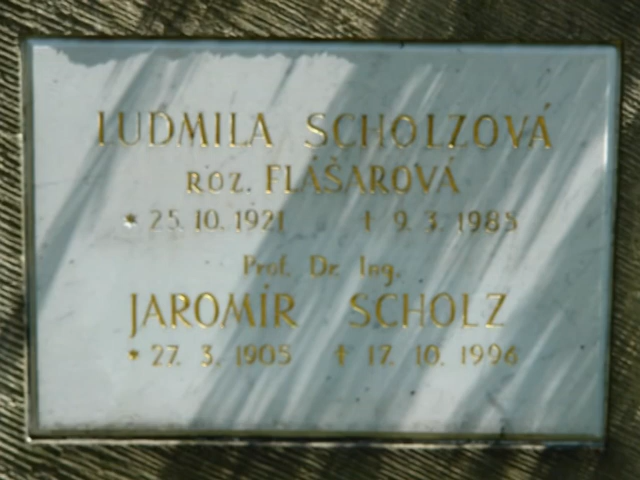 LUDMILA SCHOLZOVÁ
ROZ. FLÁŠAROVÁ
* 25. 10. 1921 † 9. 3. 1985
Prof. Dr. Ing.
JAROMÍR SCHOLZ
* 27. 3. 1905 † 17. 10. 1996